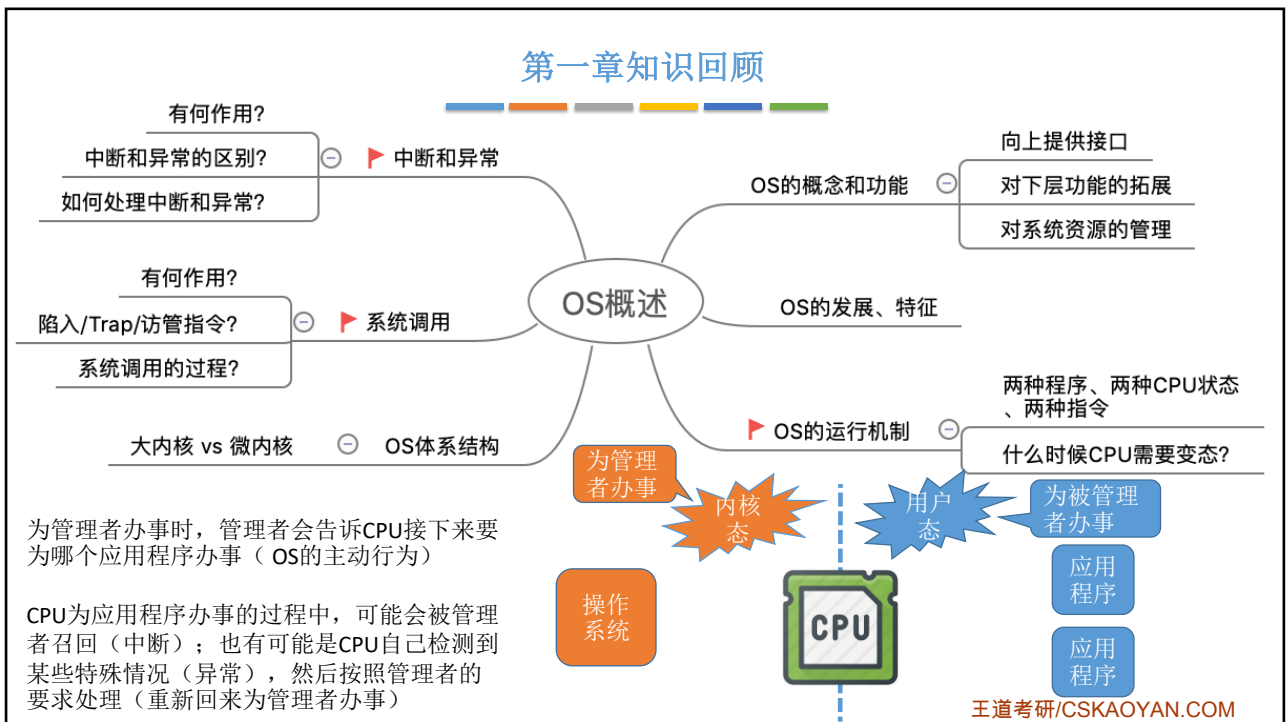 第一章知识回顾
有何作用?
中断和异常的区别?
如何处理中断和异常?
中断和异常
有何作用?
陷入/Trap/访管指令?
系统调用的过程?
系统调用
大内核 vs 微内核
OS体系结构
OS概述
OS的概念和功能
向上提供接口
对下层功能的拓展
对系统资源的管理
OS的发展、特征
OS的运行机制
两种程序、两种CPU状态
、两种指令
什么时候CPU需要变态?
为管理
者办事
内核
态
用户
态
为被管理
者办事
为管理者办事时，管理者会告诉CPU接下来要
为哪个应用程序办事（ OS的主动行为）
CPU为应用程序办事的过程中，可能会被管理
者召回（中断）；也有可能是CPU自己检测到
某些特殊情况（异常），然后按照管理者的
要求处理（重新回来为管理者办事）
操作
系统
CPU
应用
程序
应用
程序
王道考研/CSKAOYAN.COM